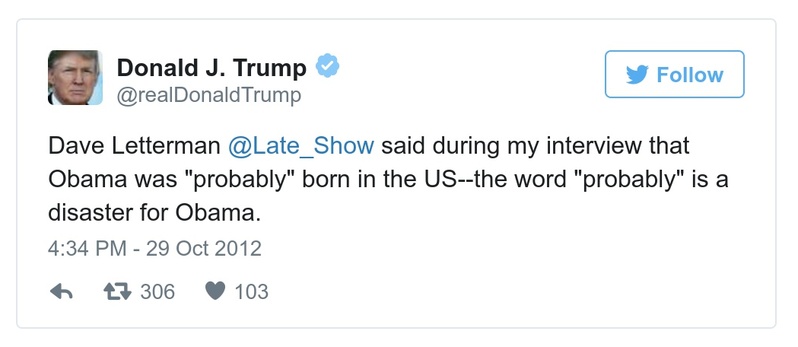 Donald J. Trump
@realDonaldTrump
Follow
Dave Letterman @Late_Show said during my interview that
Obama was "probably" born in the US--the word "probably" is a
disaster for Obama.
4:34 PM - 29 Oct 2012
306 103